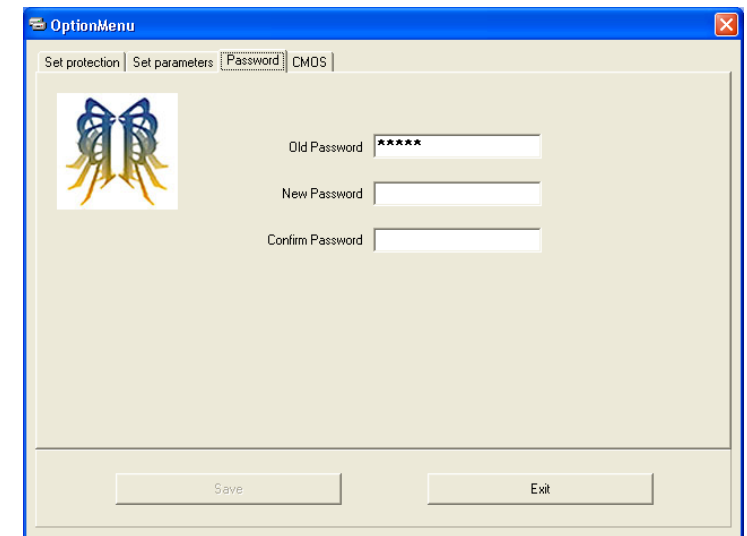 OptionMenu
Set protection Set parameters Password CMOS
Old Password *****
New Password
Confirm Password
Save Exit